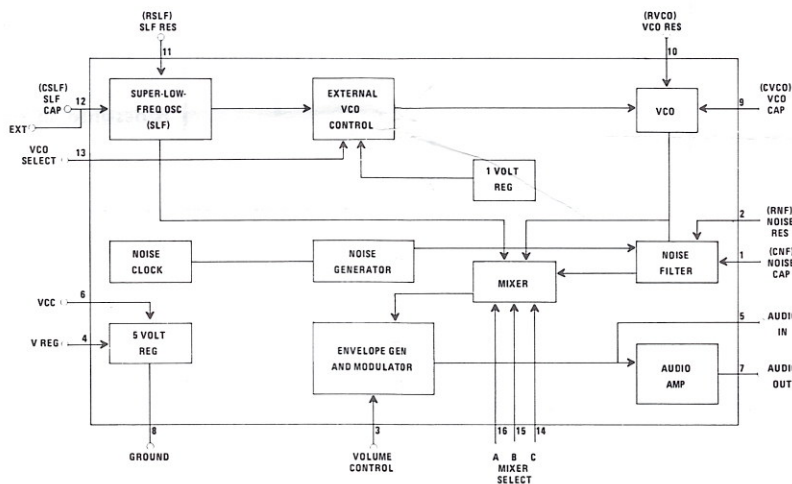 (RSLF)
SLF RES
11
(RVCO)
VCO RES
10
(CSLF)
SLF
CAP
12
EXT
SUPER-LOW-
FREQ OSC
(SLF)
EXTERNAL
VCO
CONTROL
VCO
9
(CVCO)
VCO
CAP
VCO
SELECT
13
1 VOLT
REG
2
(RNF)
NOISE
RES
NOISE
CLOCK
NOISE
GENERATOR
MIXER
NOISE
FILTER
1
(CNF)
NOISE
CAP
VCC
6
V REG
4
5 VOLT
REG
ENVELOPE GEN
AND MODULATOR
5
AUDIO
IN
AUDIO
AMP
7
AUDIO
OUT
8
GROUND
3
VOLUME
CONTROL
16
15
14
A
B
C
MIXER
SELECT